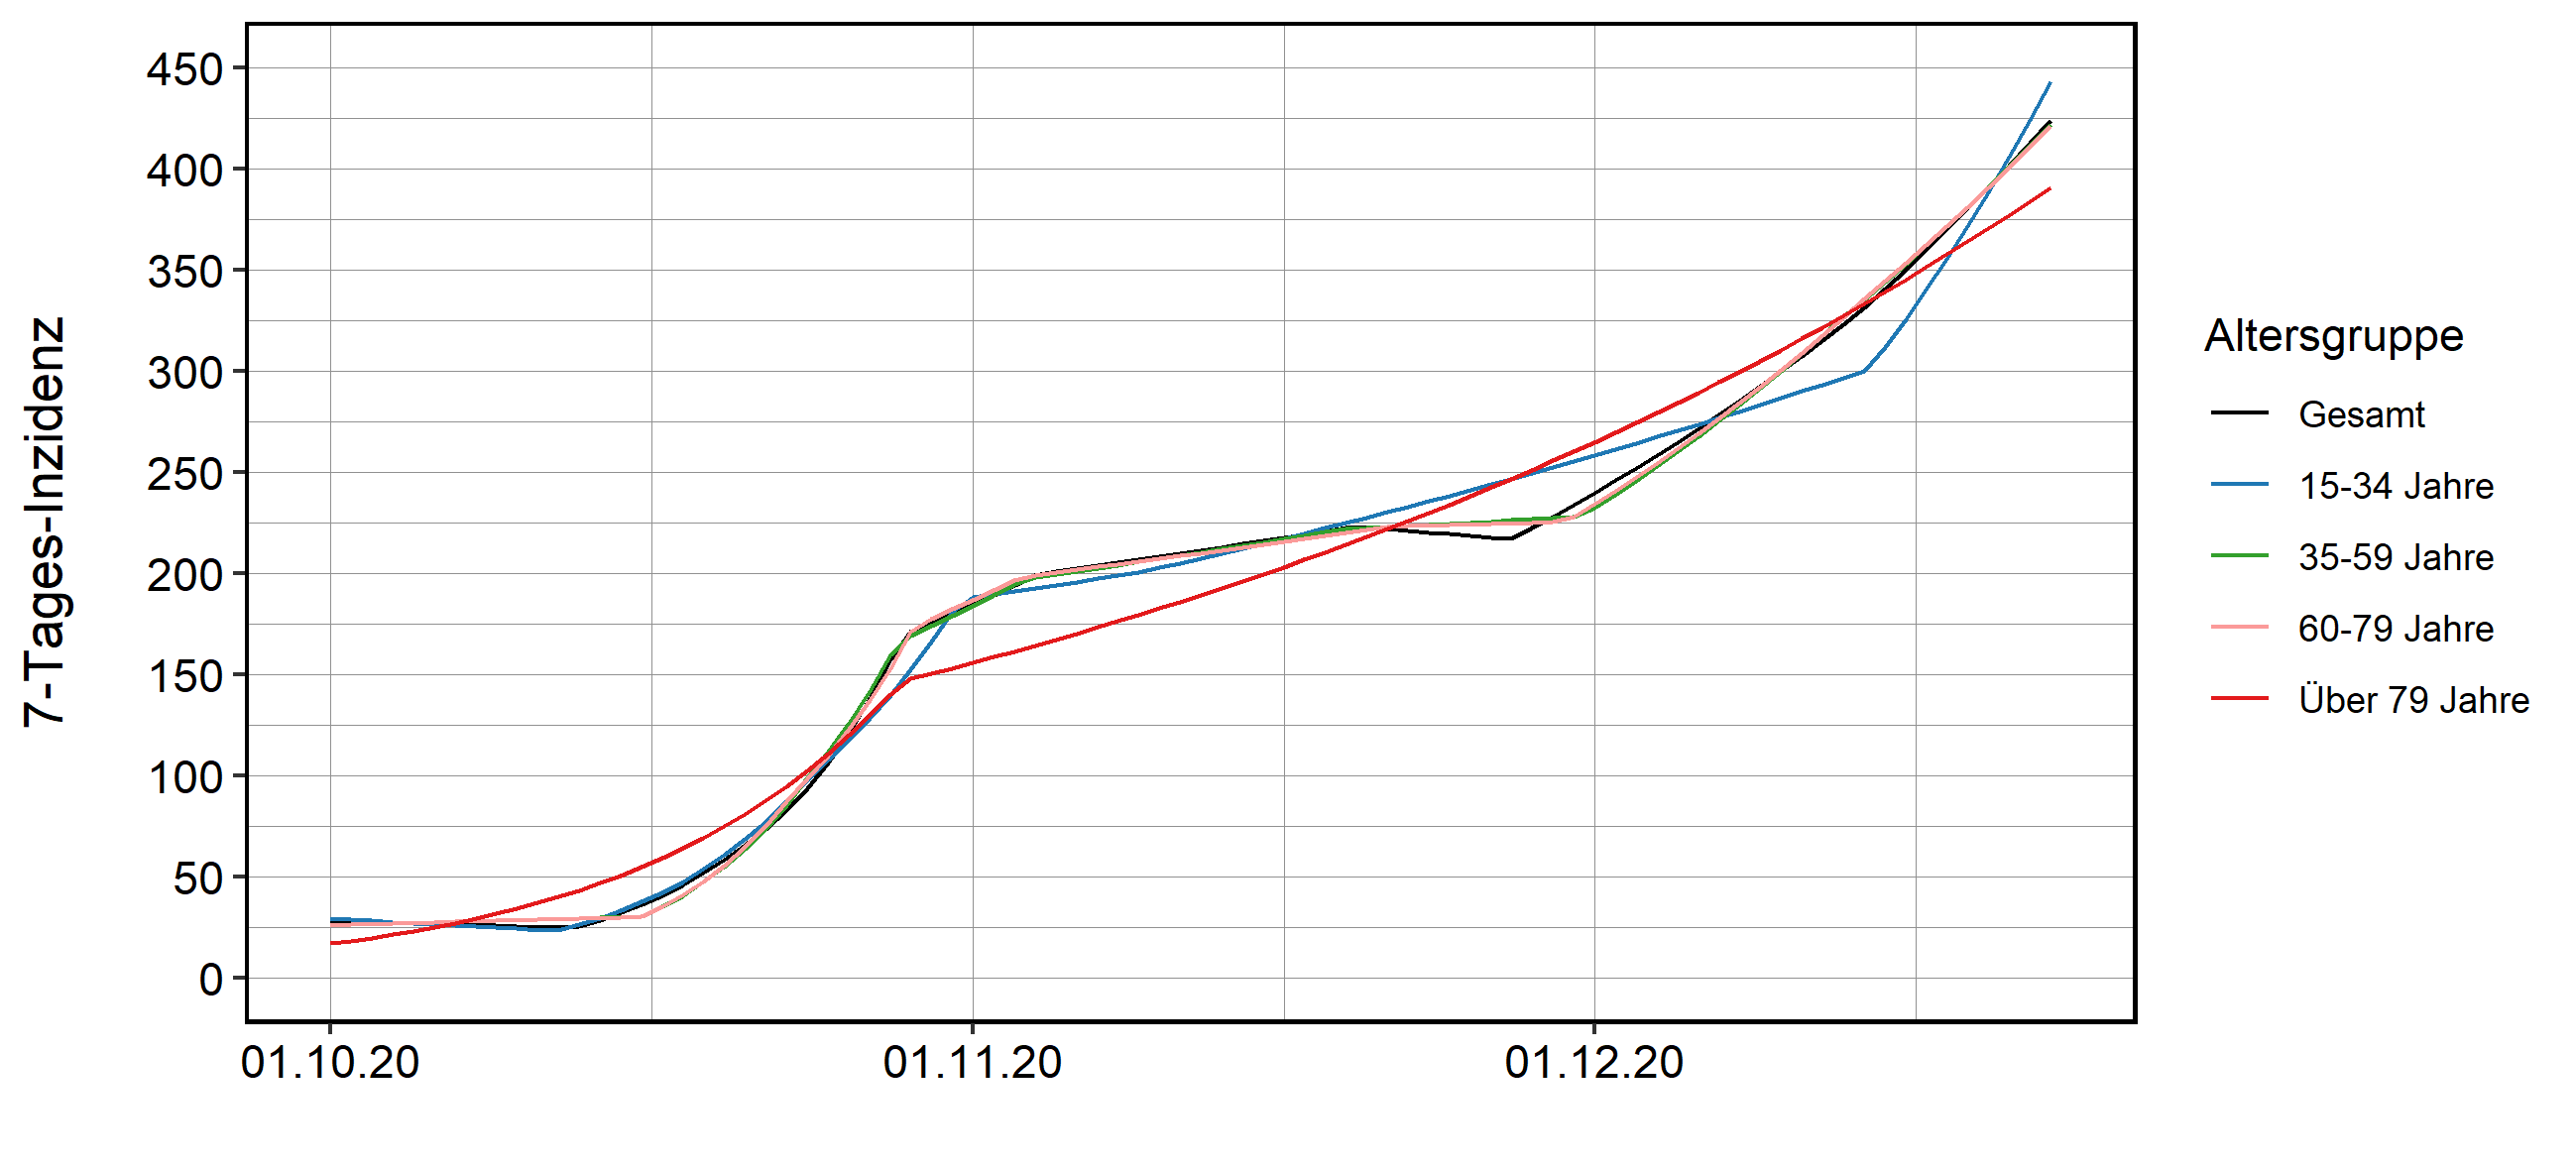 7-Tages-Inzidenz
450
400
350
300
250
200
150
100
50
0
01.10.20
01.11.20
01.12.20
Altersgruppe
Gesamt
15-34 Jahre
35-59 Jahre
60-79 Jahre
Über 79 Jahre